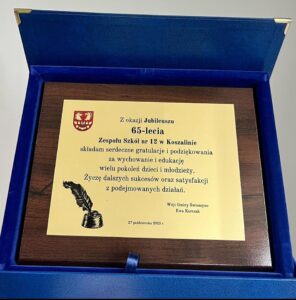 Z okazji Jubileuszu
65-lecia
Zespołu Szkół nr 12 w Koszalinie
składam serdeczne gratulacje i podziękowania
za wychowanie i edukację
wielu pokoleń dzieci i młodzieży.
Życzę dalszych sukcesów oraz satysfakcji
z podejmowanych działań.
Wójt Gminy Świeszyno
Ewa Korczak
27 października 2023 r.